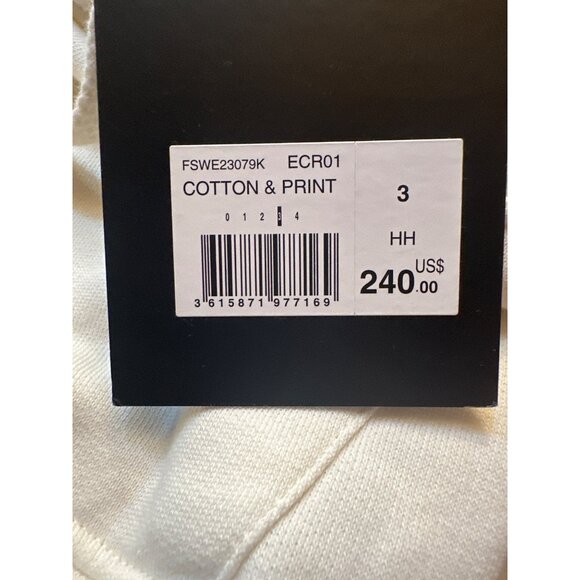 FSWE23079K ECR01
COTTON & PRINT
0 1 2 3 4
3 615871 977169
3
HH
240.00 US$